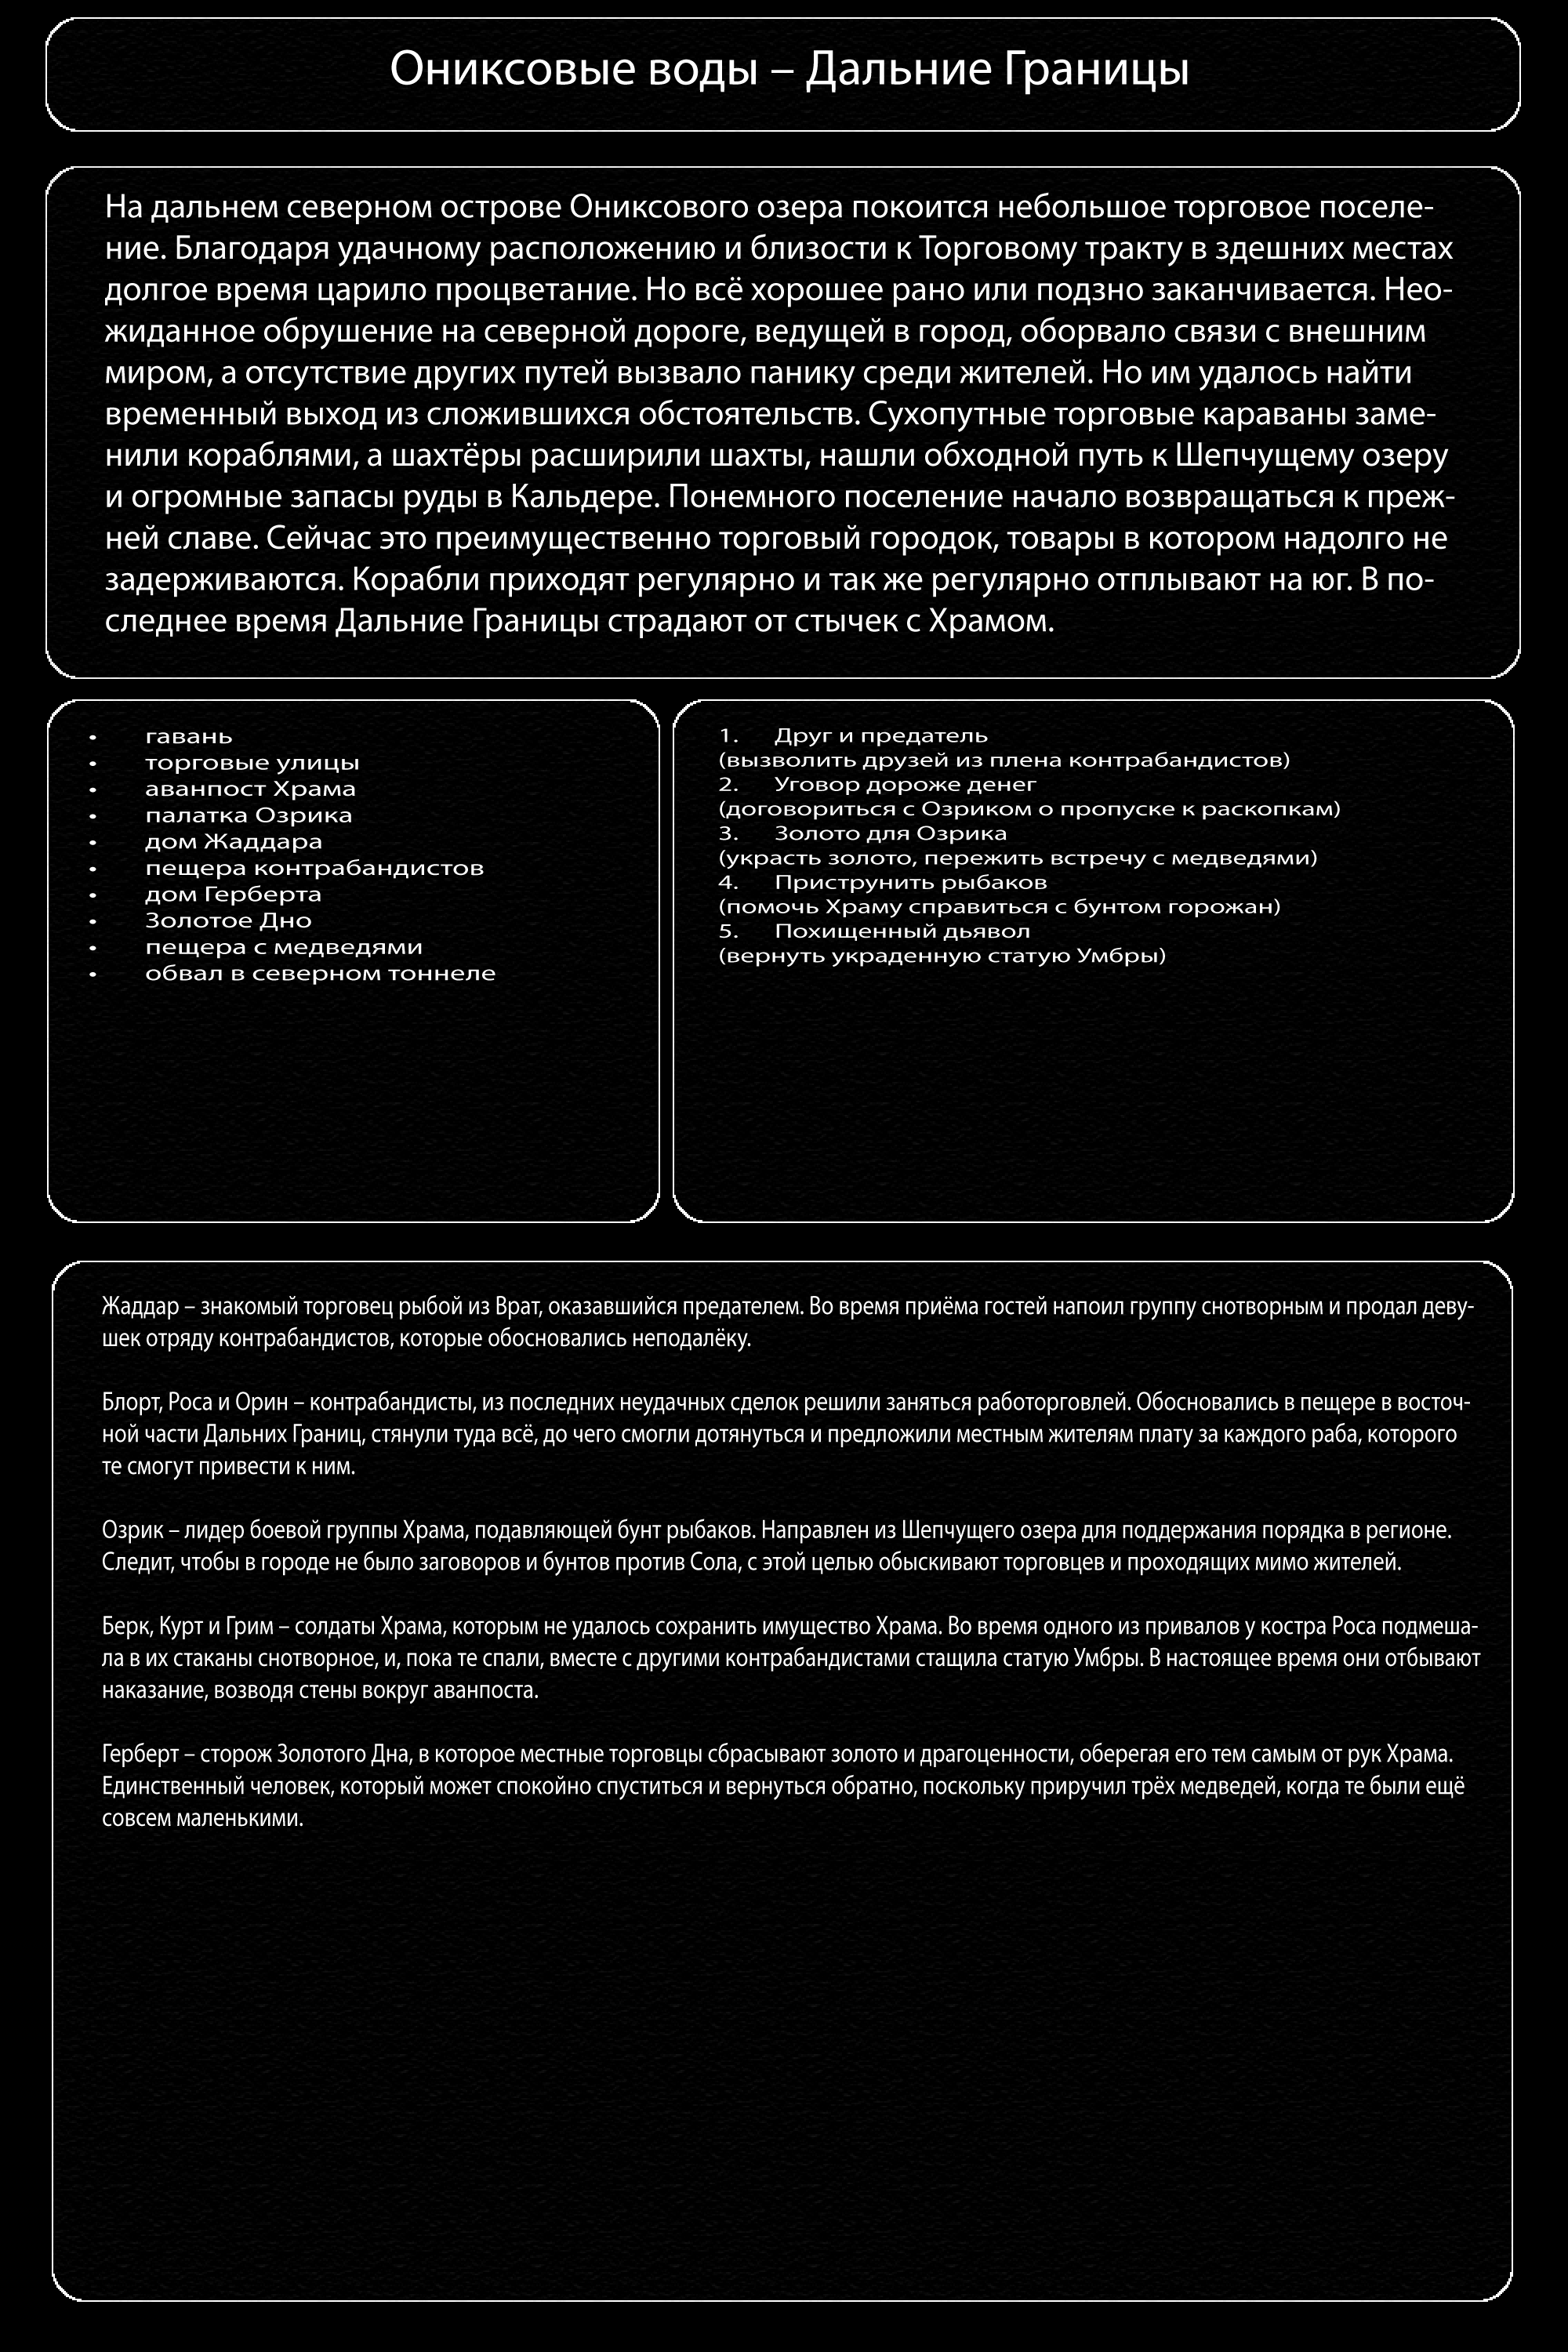 Ониксовые воды – Дальние Границы
На дальнем северном острове Ониксового озера покоится небольшое торговое поселе-
ние. Благодаря удачному расположению и близости к Торговому тракту в здешних местах
долгое время царило процветание. Но всё хорошее рано или подзно заканчивается. Нео-
жиданное обрушение на северной дороге, ведущей в город, оборвало связи с внешним
миром, а отсутствие других путей вызвало панику среди жителей. Но им удалось найти
временный выход из сложившихся обстоятельств. Сухопутные торговые караваны заме-
нили кораблями, а шахтёры расширили шахты, нашли обходной путь к Шепчущему озеру
и огромные запасы руды в Кальдере. Понемного поселение начало возвращаться к преж-
ней славе. Сейчас это преимущественно торговый городок, товары в котором надолго не
задерживаются. Корабли приходят регулярно и так же регулярно отплывают на юг. В по-
следнее время Дальние Границы страдают от стычек с Храмом.
• гавань
• торговые улицы
• аванпост Храма
• палатка Озрика
• дом Жаддара
• пещера контрабандистов
• дом Герберта
• Золотое Дно
• пещера с медведями
• обвал в северном тоннеле
1. Друг и предатель
(вызволить друзей из плена контрабандистов)
2. Уговор дороже денег
(договориться с Озриком о пропуске к раскопкам)
3. Золото для Озрика
(украсть золото, пережить встречу с медведями)
4. Приструнить рыбаков
(помочь Храму справиться с бунтом горожан)
5. Похищенный дьявол
(вернуть украденную статую Умбры)
Жаддар – знакомый торговец рыбой из Врат, оказавшийся предателем. Во время приёма гостей напоил группу снотворным и продал деву-
шек отряду контрабандистов, которые обосновались неподалёку.
Блорт, Роса и Орин – контрабандисты, из последних неудачных сделок решили заняться работорговлей. Обосновались в пещере в восточ-
ной части Дальних Границ, стянули туда всё, до чего смогли дотянуться и предложили местным жителям плату за каждого раба, которого
те смогут привести к ним.
Озрик – лидер боевой группы Храма, подавляющей бунт рыбаков. Направлен из Шепчущего озера для поддержания порядка в регионе.
Следит, чтобы в городе не было заговоров и бунтов против Сола, с этой целью обыскивают торговцев и проходящих мимо жителей.
Берк, Курт и Грим – солдаты Храма, которым не удалось сохранить имущество Храма. Во время одного из привалов у костра Роса подмеша-
ла в их стаканы снотворное, и, пока те спали, вместе с другими контрабандистами стащила статую Умбры. В настоящее время они отбывают
наказание, возводя стены вокруг аванпоста.
Герберт – сторож Золотого Дна, в которое местные торговцы сбрасывают золото и драгоценности, оберегая его тем самым от рук Храма.
Единственный человек, который может спокойно спуститься и вернуться обратно, поскольку приручил трёх медведей, когда те были ещё
совсем маленькими.